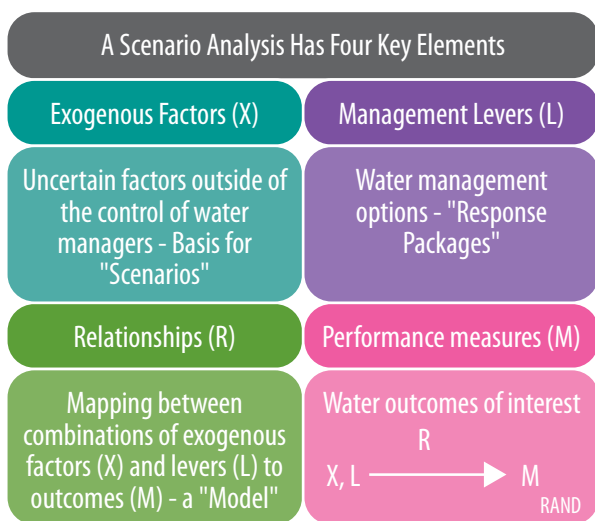 A Scenario Analysis Has Four Key Elements
Exogenous Factors (X)
Management Levers (L)
Uncertain factors outside of
the control of water
managers - Basis for
"Scenarios"
Water management
options - "Response
Packages"
Relationships (R)
Performance measures (M)
Mapping between
combinations of exogenous
factors (X) and levers (L) to
outcomes (M) - a "Model"
Water outcomes of interest
R
X, L M
RAND